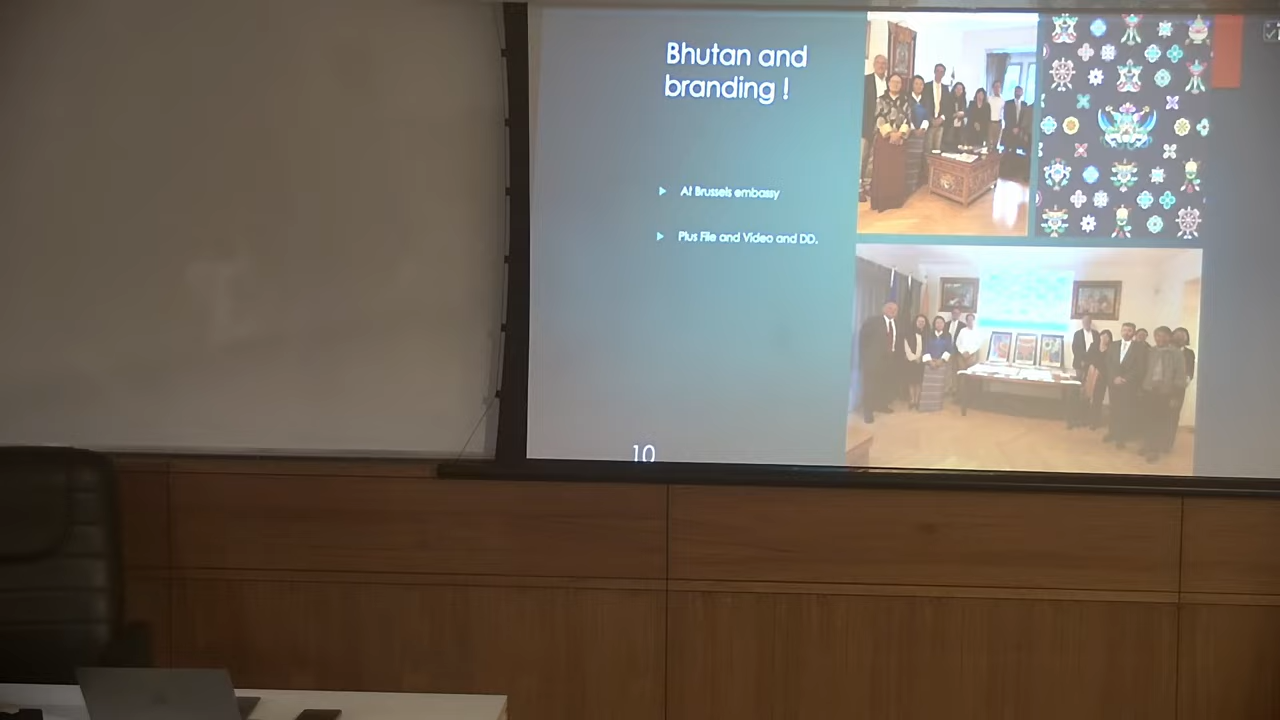 Bhutan and
branding !
At Brussels embassy
Plus File and Video and DD.
10